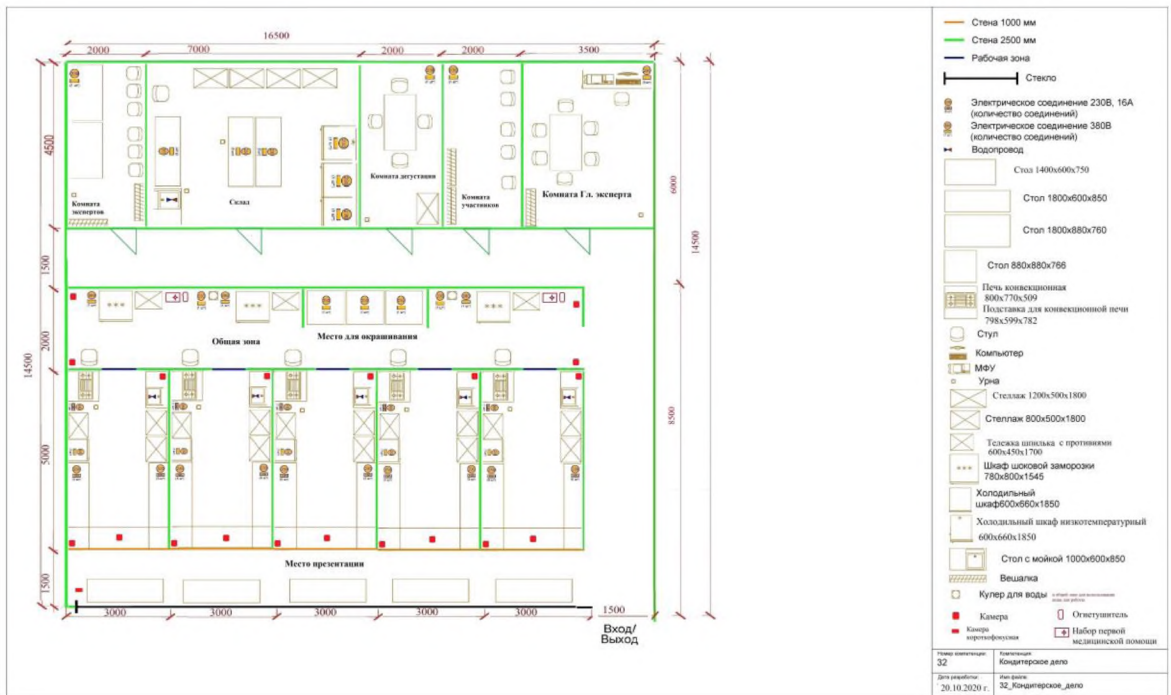 16500
2000
7000
2000
2000
3500
4500
1500
2000
5000
1500
14500
6000
14500
8500
Комната
экспертов
Склад
Комната дегустации
Комната
участников
Комната Гл. эксперта
Общая зона
Место для окрашивания
Место презентации
3000
3000
3000
3000
3000
1500
Вход/
Выход
Стена 1000 мм
Стена 2500 мм
Рабочая зона
Стекло
Электрическое соединение 230В, 16А
(количество соединений)
Электрическое соединение 380В
(количество соединений)
Водопровод
Стол 1400х600х750
Стол 1800х600х850
Стол 1800х880х760
Стол 880х880х766
Печь конвекционная
800х770х509
Подставка для конвекционной печи
798х599х782
Стул
Компьютер
МФУ
Урна
Стеллаж 1200х500х1800
Стеллаж 800х500х1800
Тележка шпилька с противнями
600х450х1700
Шкаф шоковой заморозки
780х800х1545
Холодильный
шкаф600х660х1850
Холодильный шкаф низкотемпературный
600х660х1850
Стол с мойкой 1000х600х850
Вешалка
Кулер для воды
Камера
Огнетушитель
Камера
короткофокусная
Набор первой
медицинской помощи
Номер компетенции:
32
Компетенция:
Кондитерское дело
Дата разработки:
20.10.2020 г.
Имя файла:
32_Кондитерское_дело